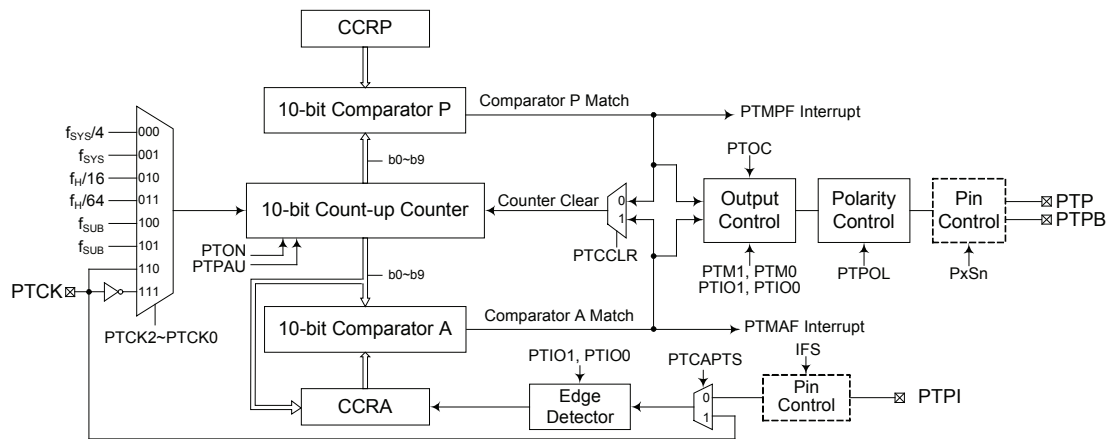 CCRP
10-bit Comparator P
Comparator P Match
PTMPF Interrupt
fSYS/4
000
fSYS
001
fH/16
010
fH/64
011
fSUB
100
fSUB
101
110
111
PTCK
PTCK2~PTCK0
b0~b9
10-bit Count-up Counter
PTON
PTPAU
Counter Clear
0
1
PTCCLR
PTOC
Output
Control
PTM1, PTM0
PTIO1, PTIO0
Polarity
Control
PTPOL
Pin
Control
PxSn
PTP
PTPB
b0~b9
10-bit Comparator A
Comparator A Match
PTMAF Interrupt
CCRA
PTIO1, PTIO0
Edge
Detector
PTCAPTS
0
1
IFS
Pin
Control
PTPI